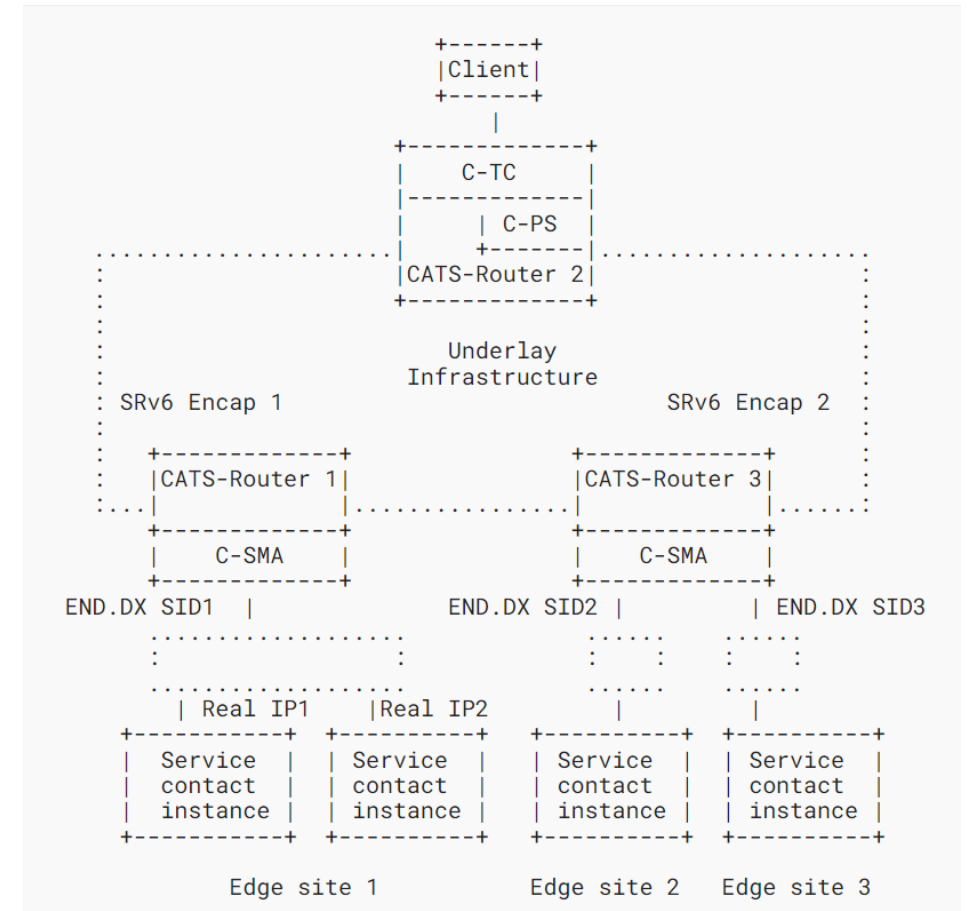 Client
C-TC
C-PS
CATS-Router 2
Underlay
Infrastructure
SRv6 Encap 1 SRv6 Encap 2
CATS-Router 1 CATS-Router 3
C-SMA C-SMA
END.DX SID1 END.DX SID2 END.DX SID3
Real IP1 Real IP2
Service Service Service Service
contact contact contact contact
instance instance instance instance
Edge site 1 Edge site 2 Edge site 3